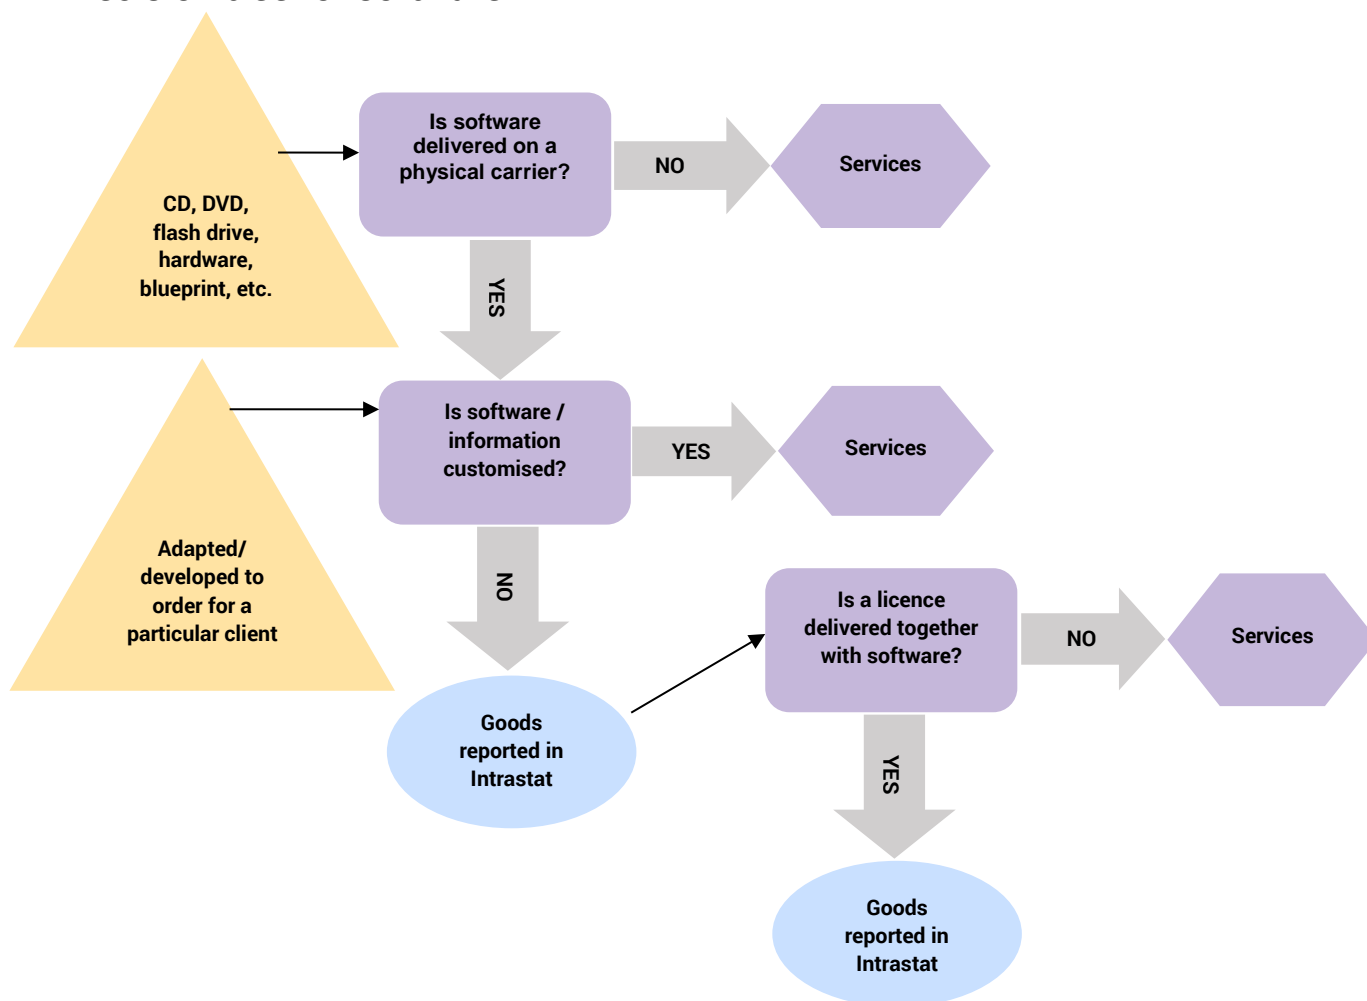 Is software
delivered on a
physical carrier?
NO
Services
CD, DVD,
flash drive,
hardware,
blueprint, etc.
YES
Is software /
information
customised?
YES
Services
Adapted/
developed to
order for a
particular client
NO
Is a licence
delivered together
with software?
NO
Services
Goods
reported in
Intrastat
YES
Goods
reported in
Intrastat